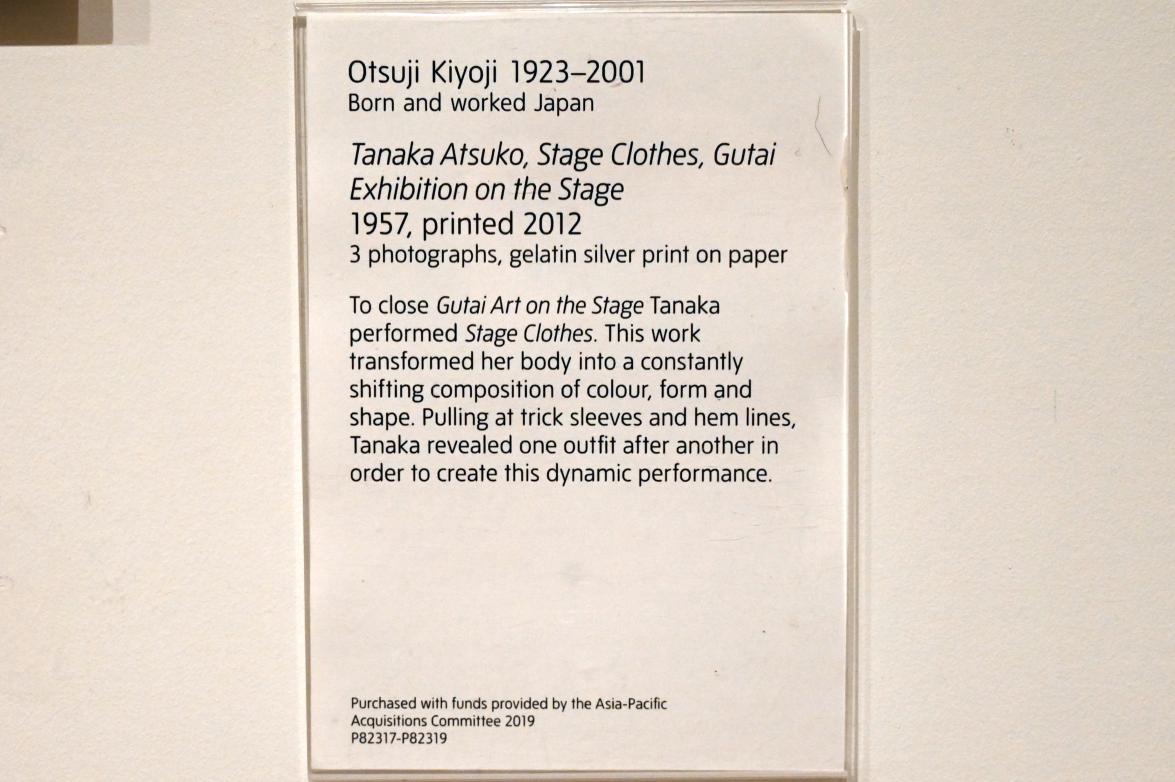 Otsuji Kiyoji 1923–2001
Born and worked Japan
Tanaka Atsuko, Stage Clothes, Gutai
Exhibition on the Stage
1957, printed 2012
3 photographs, gelatin silver print on paper
To close Gutai Art on the Stage Tanaka
performed Stage Clothes. This work
transformed her body into a constantly
shifting composition of colour, form and
shape. Pulling at trick sleeves and hem lines,
Tanaka revealed one outfit after another in
order to create this dynamic performance.
Purchased with funds provided by the Asia-Pacific
Acquisitions Committee 2019
P82317-P82319